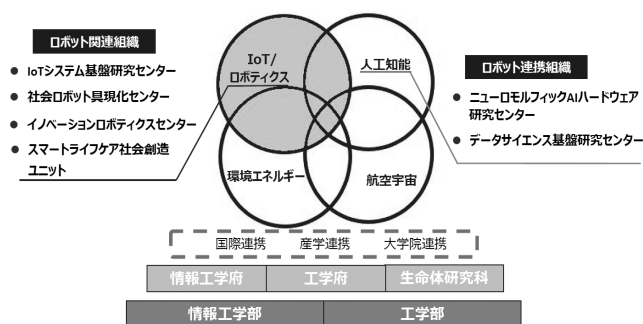 ロボット関連組織
● IoTシステム基盤研究センター
● 社会ロボット具現化センター
● イノベーションロボティクスセンター
● スマートライフケア社会創造
ユニット
IoT/
ロボティクス
人工知能
環境エネルギー
航空宇宙
ロボット連携組織
● ニューロモルフィックAIハードウェア
研究センター
● データサイエンス基盤研究センター
国際連携 産学連携 大学院連携
情報工学府 工学府 生命体研究科
情報工学部 工学部